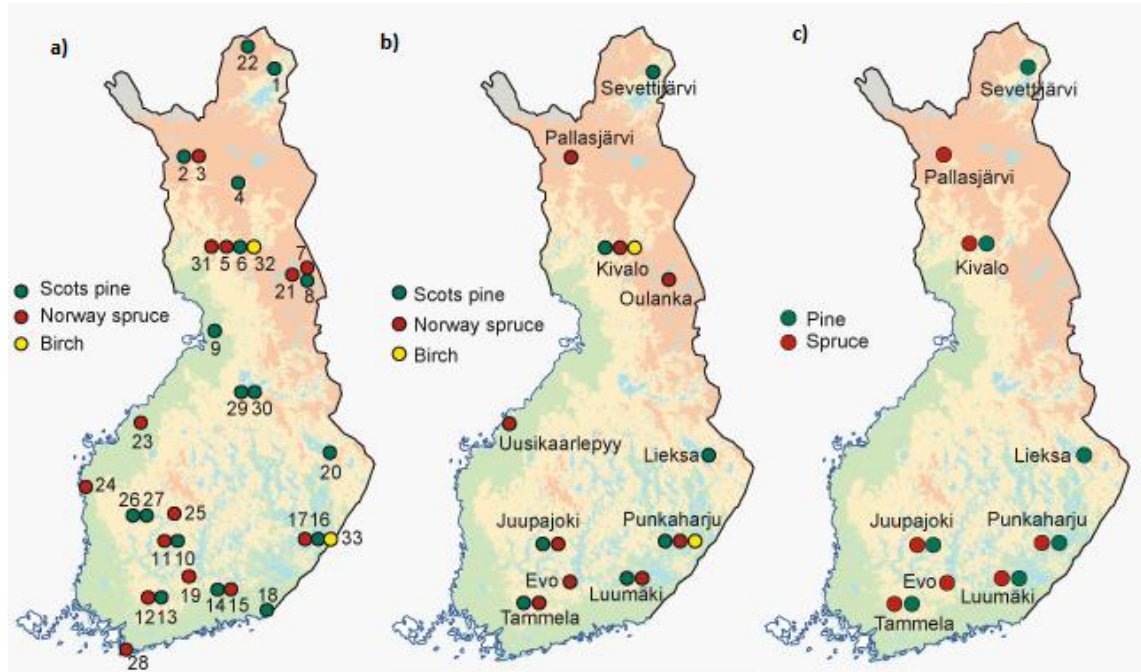 a)
22
1
2 3
4
31 5 6 32
7
21
8
Scots pine
Norway spruce
Birch
9
29 30
23
20
24
26 27
25
17 16
33
11 10
19
14 15
18
12 13
28
b)
Sevettijärvi
Pallasjärvi
Kivalo
Oulanka
Scots pine
Norway spruce
Birch
Uusikaarlepyy
Lieksa
Juupajoki
Punkaharju
Evo
Luumäki
Tammela
c)
Sevettijärvi
Pallasjärvi
Kivalo
Pine
Spruce
Lieksa
Juupajoki
Punkaharju
Evo
Luumäki
Tammela